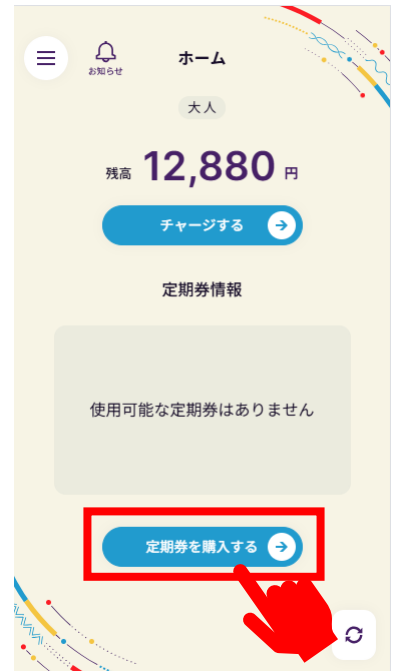 お知らせ
ホーム
大人
残高 12,880 円
チャージする
定期券情報
使用可能な定期券はありません
定期券を購入する